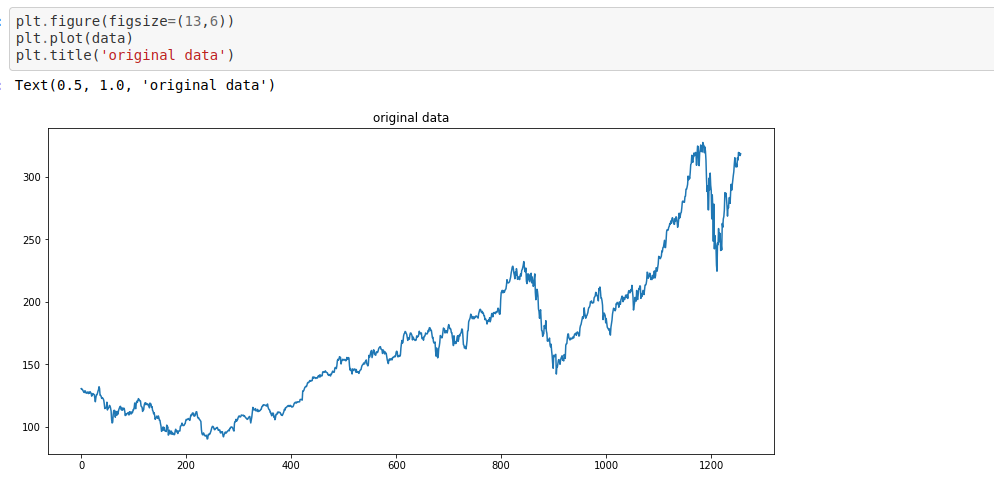 plt.figure(figsize=(13,6))
plt.plot(data)
plt.title('original data')
Text(0.5, 1.0, 'original data')
original data
300
250
200
150
100
0 200 400 600 800 1000 1200